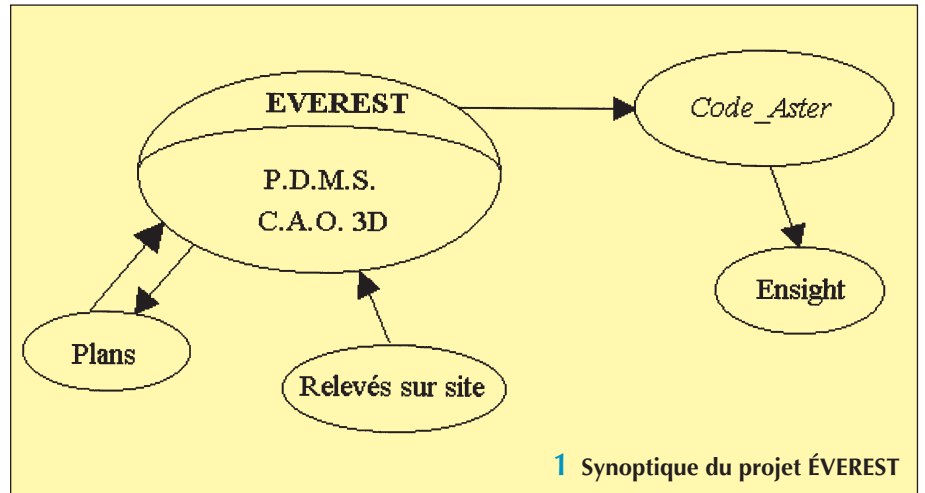 EVEREST
P.D.M.S.
C.A.O. 3D
Code_Aster
Ensight
Plans
Relevés sur site
1 Synoptique du projet ÉVEREST